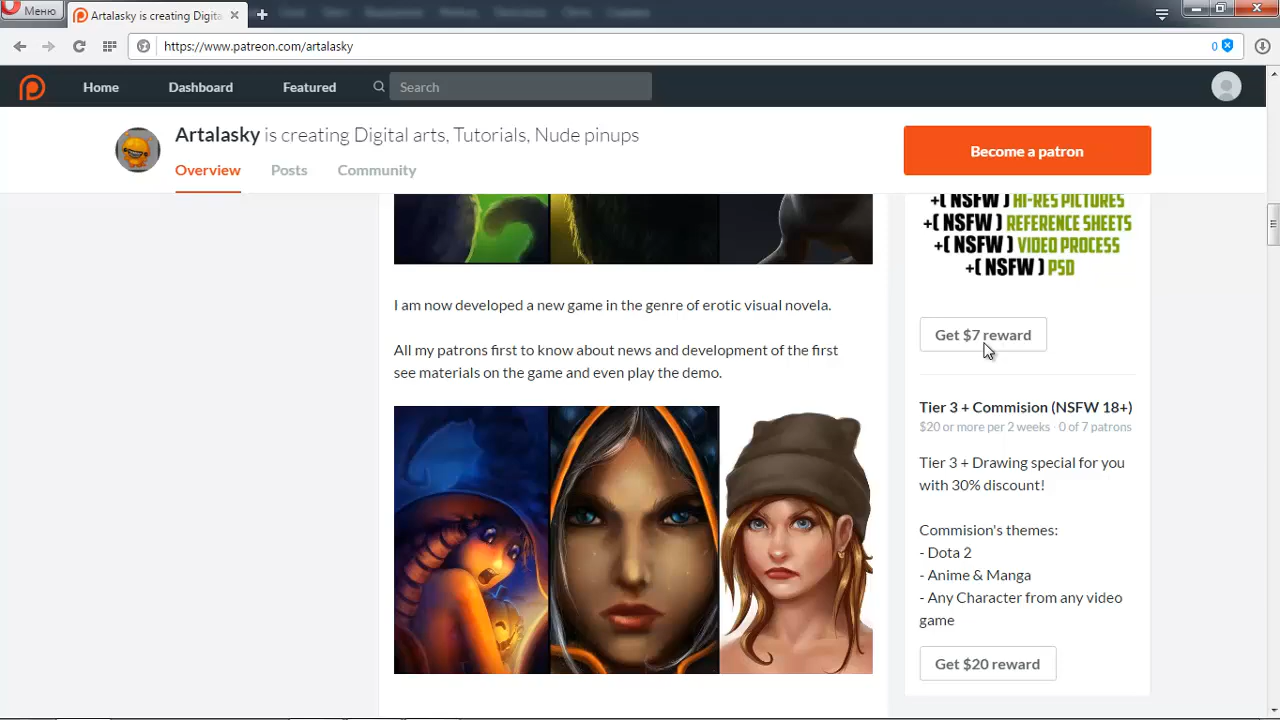 Меню
Artalasky is creating Digita
https://www.patreon.com/artalasky
0
Home
Dashboard
Featured
Search
Artalasky is creating Digital arts, Tutorials, Nude pinups
Overview
Posts
Community
Become a patron
+( NSFW ) HI-RES PICTURES
+( NSFW ) REFERENCE SHEETS
+( NSFW ) VIDEO PROCESS
+( NSFW ) PSD
I am now developed a new game in the genre of erotic visual novela.
All my patrons first to know about news and development of the first
see materials on the game and even play the demo.
Get $7 reward
Tier 3 + Commision (NSFW 18+)
$20 or more per 2 weeks · 0 of 7 patrons
Tier 3 + Drawing special for you
with 30% discount!
Commision's themes:
- Dota 2
- Anime & Manga
- Any Character from any video
game
Get $20 reward